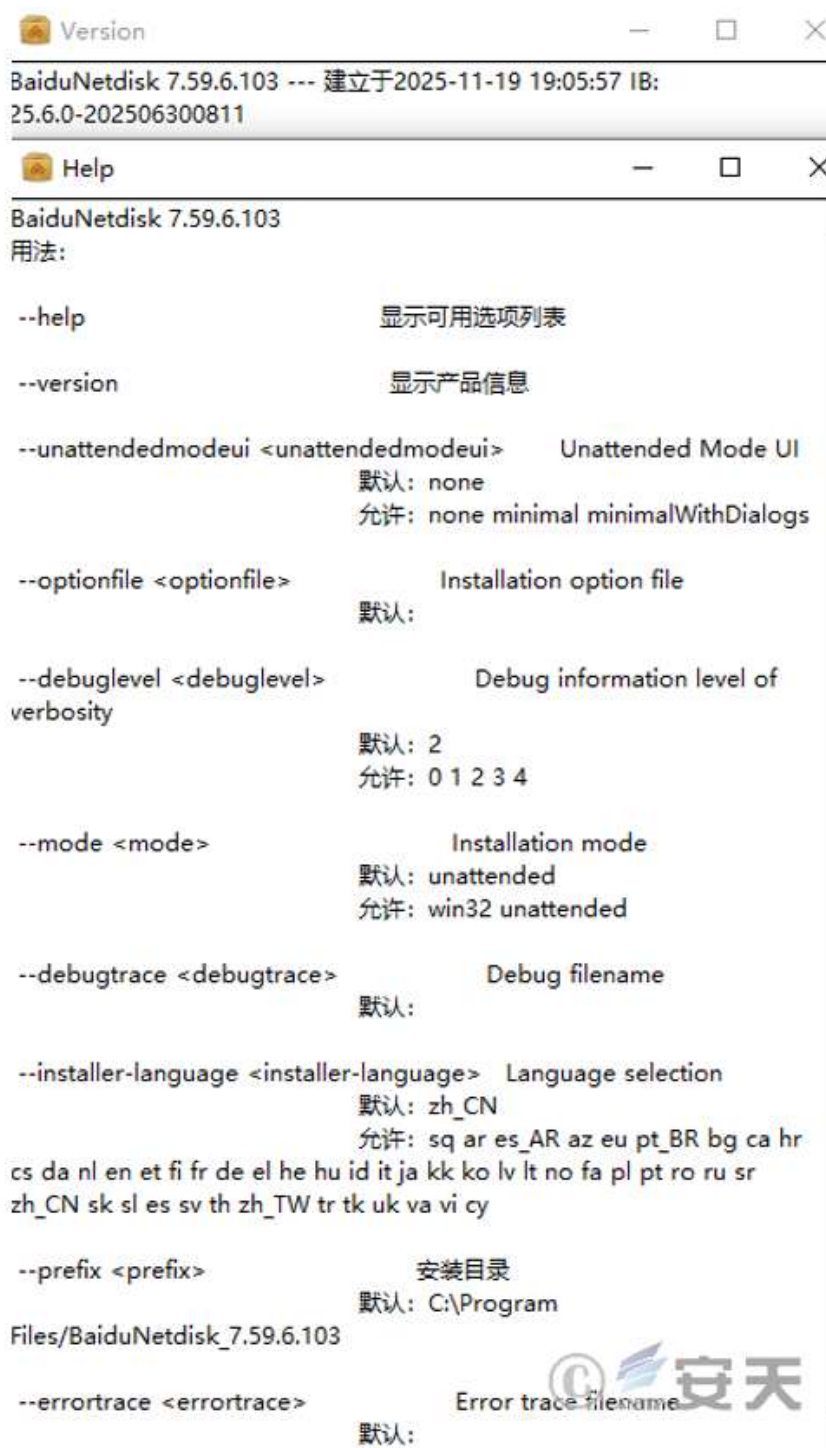 Version
BaiduNetdisk 7.59.6.103 --- 建立于2025-11-19 19:05:57 IB:
25.6.0-202506300811
Help
BaiduNetdisk 7.59.6.103
用法:
--help 显示可用选项列表
--version 显示产品信息
--unattendedmodeui <unattendedmodeui> Unattended Mode UI
默认: none
允许: none minimal minimalWithDialogs
--optionfile <optionfile> Installation option file
默认:
--debuglevel <debuglevel> Debug information level of
verbosity
默认: 2
允许: 0 1 2 3 4
--mode <mode> Installation mode
默认: unattended
允许: win32 unattended
--debugtrace <debugtrace> Debug filename
默认:
--installer-language <installer-language> Language selection
默认: zh_CN
允许: sq ar es_AR az eu pt_BR bg ca hr
cs da nl en et fi fr de el he hu id it ja kk ko lv lt no fa pl pt ro ru sr
zh_CN sk sl es sv th zh_TW tr tk uk va vi cy
--prefix <prefix> 安装目录
默认: C:\Program
Files/BaiduNetdisk_7.59.6.103
--errortrace <errortrace> Error trace filename
默认:
©安天